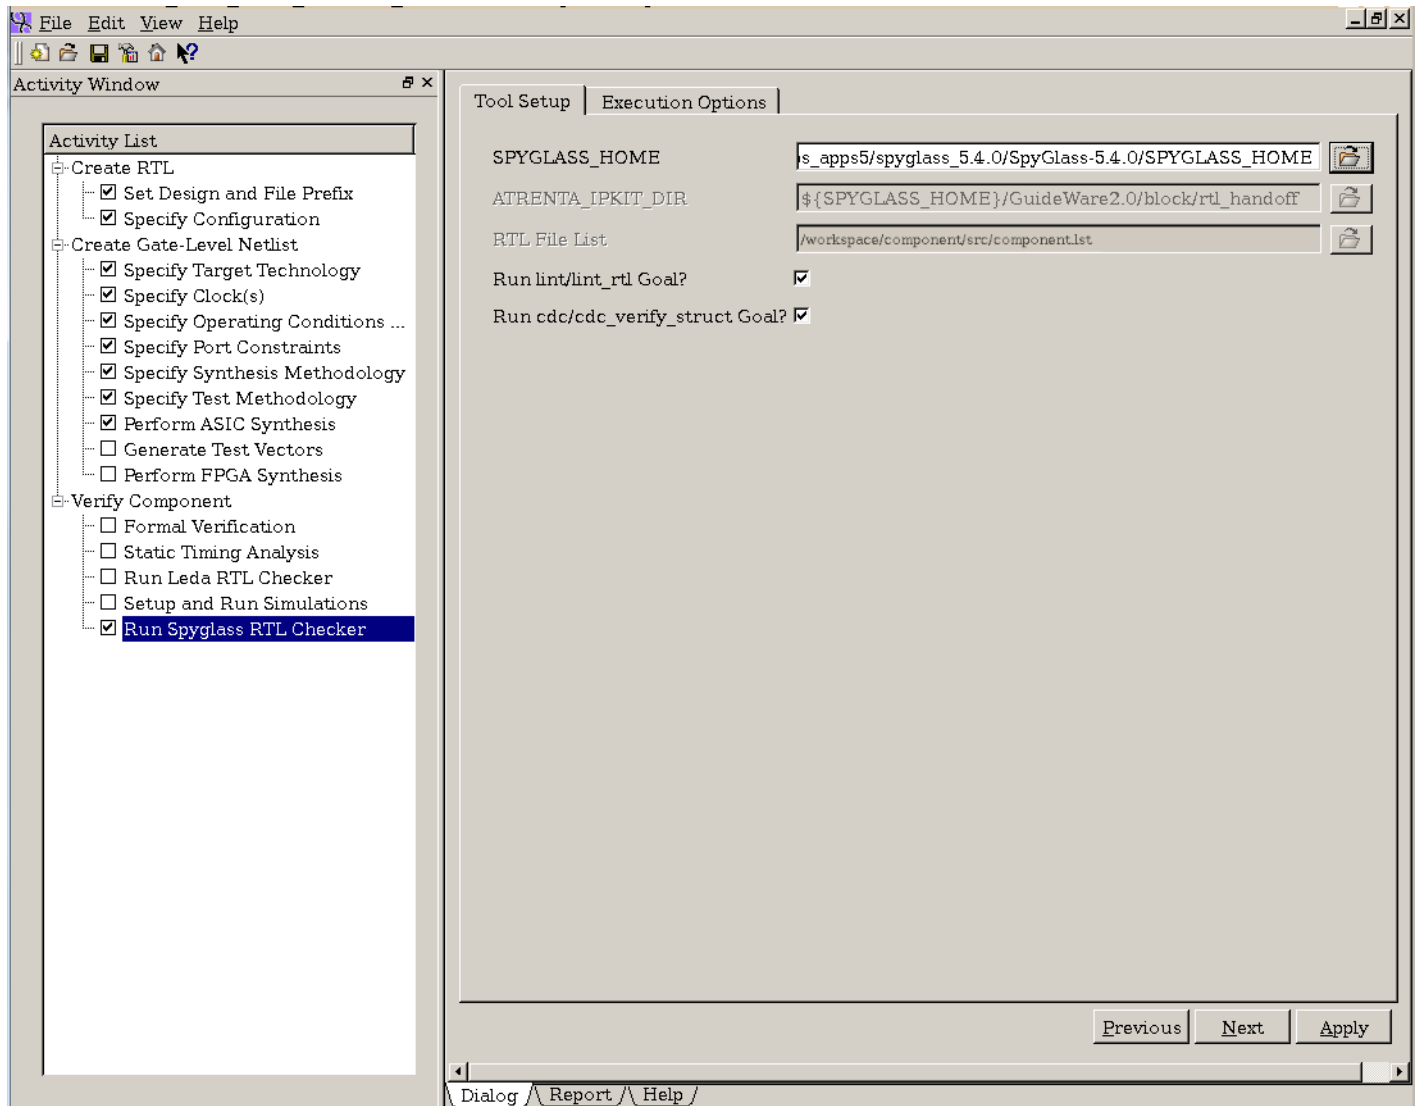 File Edit View Help
Activity Window
Activity List
Create RTL
Set Design and File Prefix
Specify Configuration
Create Gate-Level Netlist
Specify Target Technology
Specify Clock(s)
Specify Operating Conditions ...
Specify Port Constraints
Specify Synthesis Methodology
Specify Test Methodology
Perform ASIC Synthesis
Generate Test Vectors
Perform FPGA Synthesis
Verify Component
Formal Verification
Static Timing Analysis
Run Leda RTL Checker
Setup and Run Simulations
Run Spyglass RTL Checker
Tool Setup Execution Options
SPYGLASS_HOME s_apps5/spyglass_5.4.0/SpyGlass-5.4.0/SPYGLASS_HOME
ATRENTA_IPKIT_DIR ${SPYGLASS_HOME}/GuideWare2.0/block/rtl_handoff
RTL File List /workspace/component/src/component.lst
Run lint/lint_rtl Goal?
Run cdc/cdc_verify_struct Goal?
Previous Next Apply
Dialog Report Help